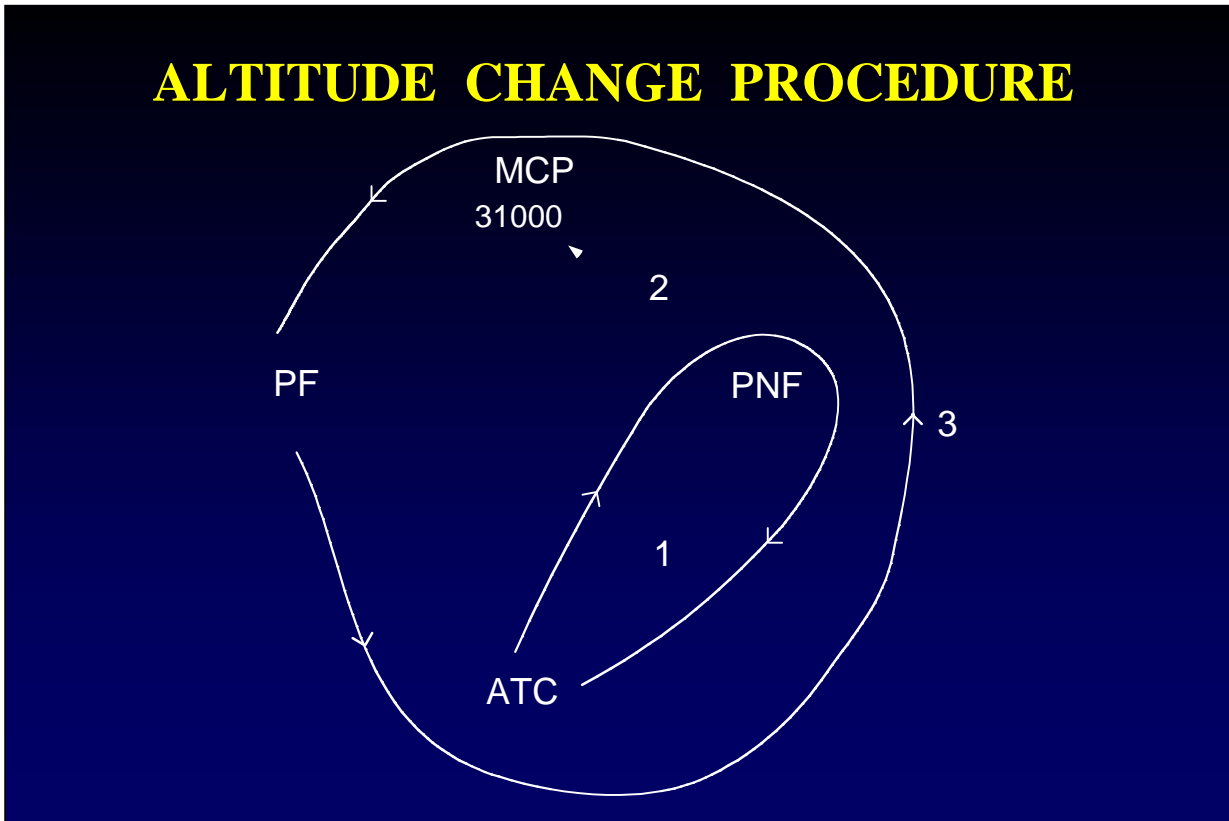 ALTITUDE CHANGE PROCEDURE
MCP
31000
2
PF
PNF
3
1
ATC